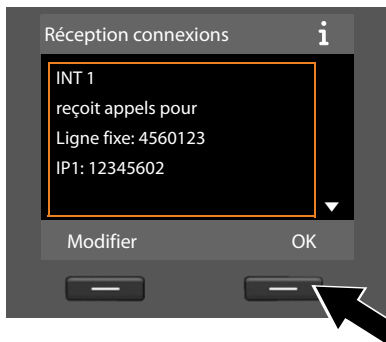 Réception connexions i
INT 1
reçoit appels pour
Ligne fixe: 4560123
IP1: 12345602
Modifier OK